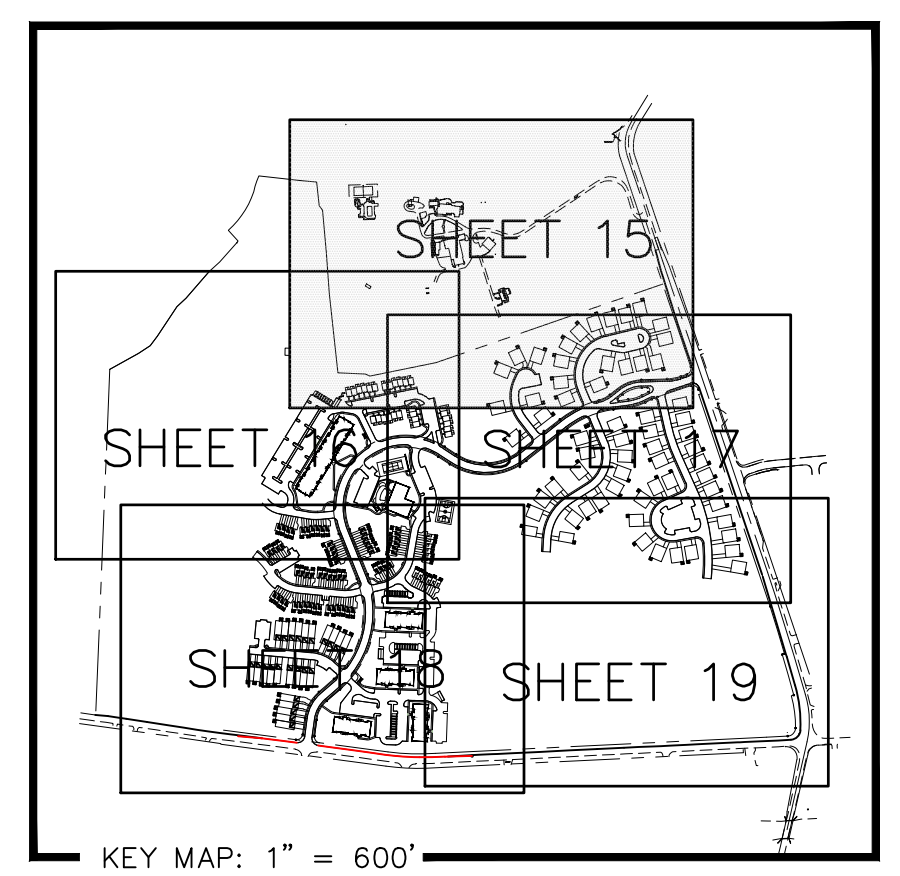 SHEET 15
SHEET 16
SHEET 17
SHEET 18
SHEET 19
KEY MAP: 1" = 600'